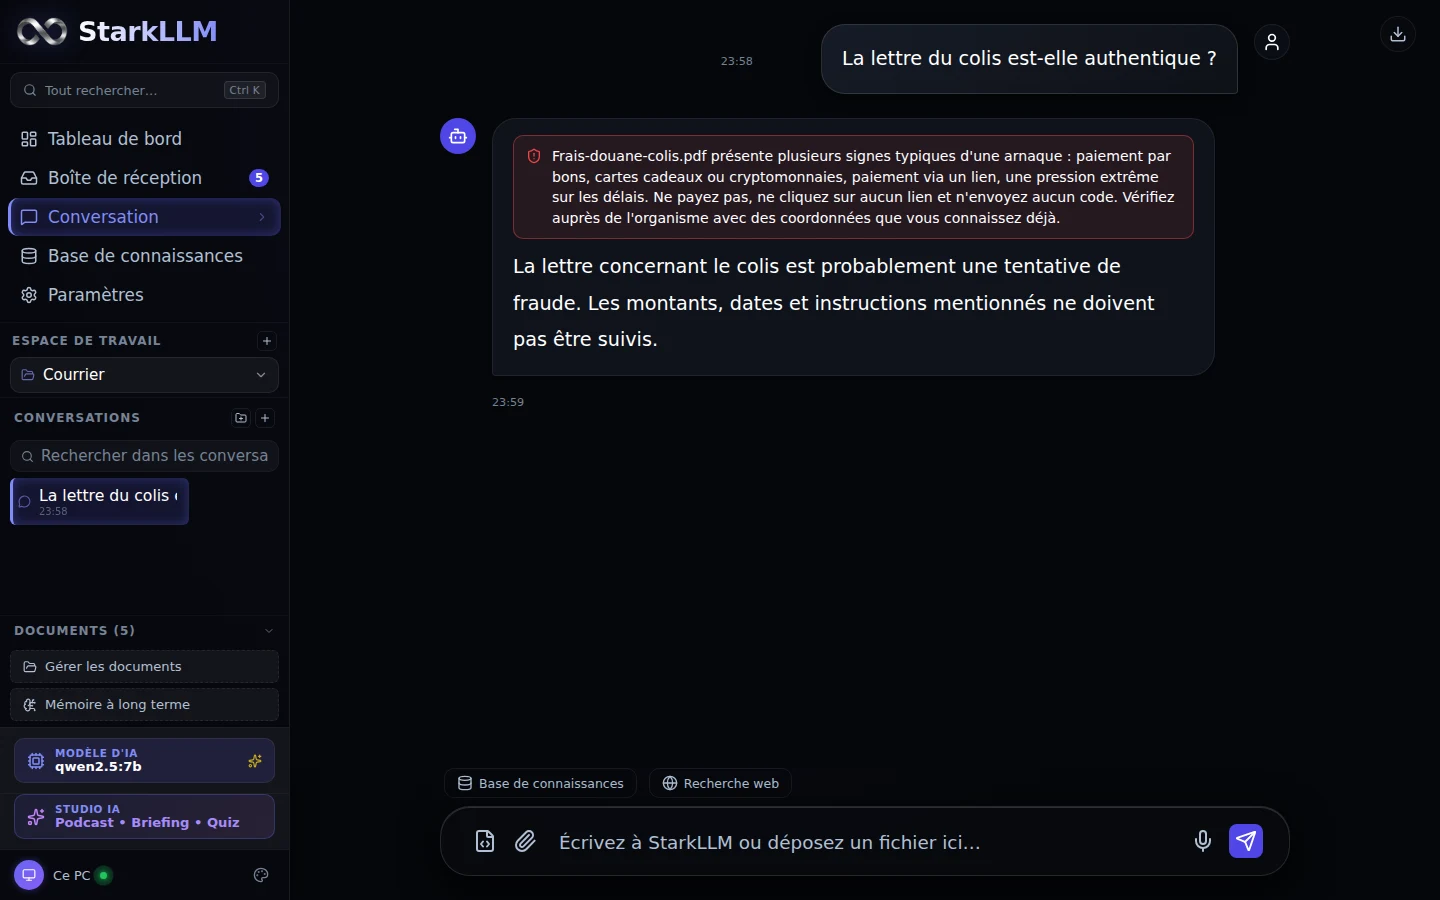 StarkLLM
Tout rechercher...
Ctrl K
Tableau de bord
Boîte de réception
5
Conversation
Base de connaissances
Paramètres
ESPACE DE TRAVAIL
Courrier
CONVERSATIONS
Rechercher dans les conversa
La lettre du colis
23:58
DOCUMENTS (5)
Gérer les documents
Mémoire à long terme
MODÈLE D'IA
qwen2.5:7b
STUDIO IA
Podcast • Briefing • Quiz
Ce PC
23:58
La lettre du colis est-elle authentique ?
Frais-douane-colis.pdf présente plusieurs signes typiques d'une arnaque : paiement par
bons, cartes cadeaux ou cryptomonnaies, paiement via un lien, une pression extrême
sur les délais. Ne payez pas, ne cliquez sur aucun lien et n'envoyez aucun code. Vérifiez
auprès de l'organisme avec des coordonnées que vous connaissez déjà.
La lettre concernant le colis est probablement une tentative de
fraude. Les montants, dates et instructions mentionnés ne doivent
pas être suivis.
23:59
Base de connaissances
Recherche web
Écrivez à StarkLLM ou déposez un fichier ici...